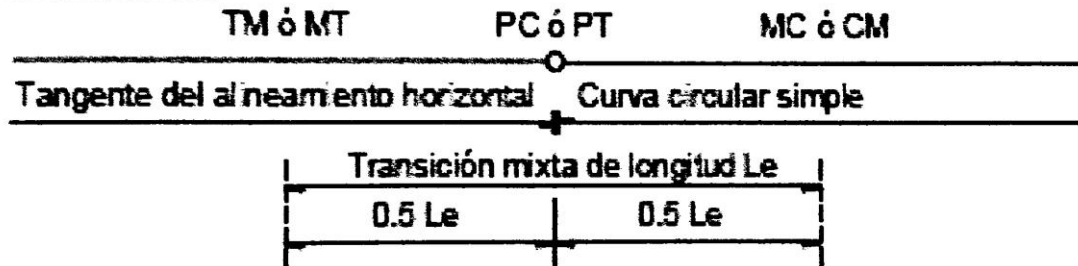 TM ó MT PC ó PT MC ó CM
Tangente del alineamiento horizontal Curva circular simple
Transición mixta de longitud Le
0.5 Le 0.5 Le